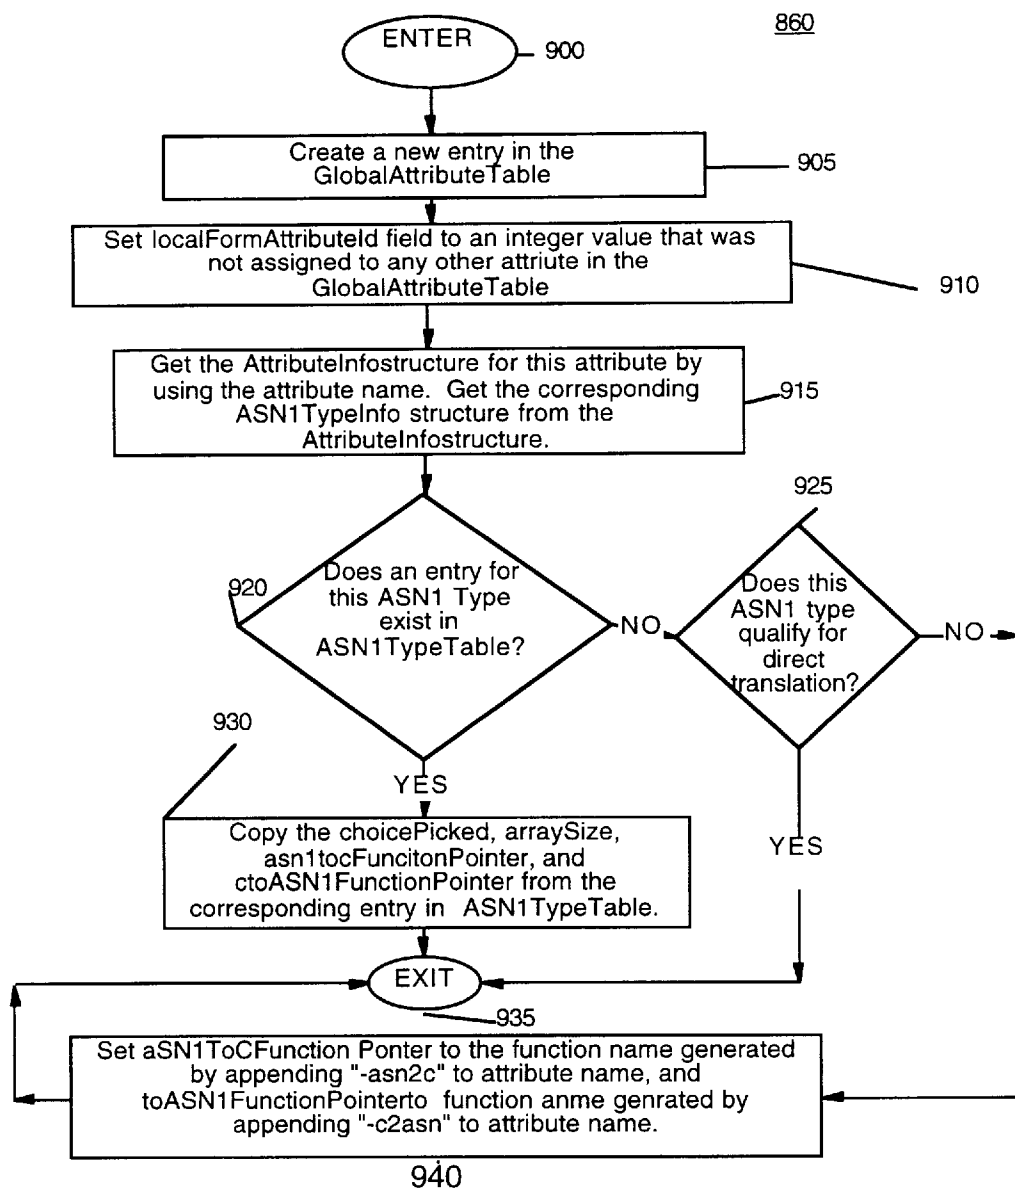 860
ENTER
900
Create a new entry in the
GlobalAttributeTable
905
Set localFormAttributeId field to an integer value that was
not assigned to any other attriute in the
GlobalAttributeTable
910
Get the AttributeInfostructure for this attribute by
using the attribute name. Get the corresponding
ASN1TypeInfo structure from the
AttributeInfostructure.
915
920
Does an entry for
this ASN1 Type
exist in
ASN1TypeTable?
NO
925
Does this
ASN1 type
qualify for
direct
translation?
NO
930
YES
YES
Copy the choicePicked, arraySize,
asn1tocFuncitonPointer, and
ctoASN1FunctionPointer from the
corresponding entry in ASN1TypeTable.
EXIT
935
Set aSN1ToCFunction Ponter to the function name generated
by appending "-asn2c" to attribute name, and
toASN1FunctionPointerto function anme genrated by
appending "-c2asn" to attribute name.
940